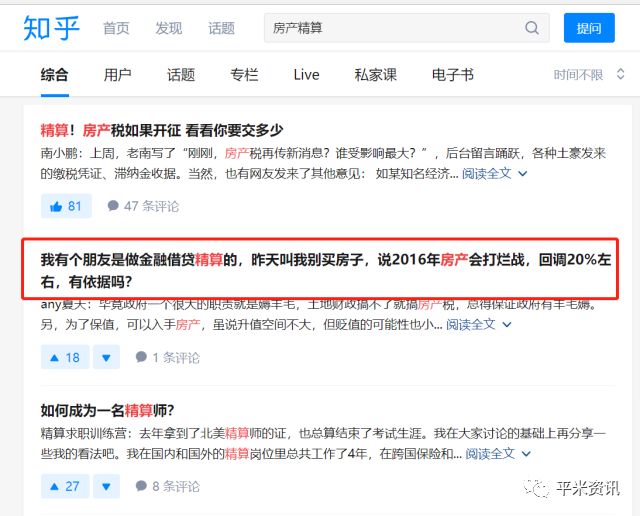 知乎 首页 发现 话题 房产精算 提问
综合 用户 话题 专栏 Live 私家课 电子书 时间不限
精算！房产税如果开征 看看你要交多少
南小鹏：上周，老南写了“刚刚，房产税再传新消息？谁受影响最大？”，后台留言踊跃，各种土豪发来
的缴税凭证、滞纳金收据。当然，也有网友发来了其他意见： 如某知名经济... 阅读全文
81 47 条评论
我有个朋友是做金融借贷精算的，昨天叫我别买房子，说2016年房产会打烂战，回调20%左
右，有依据吗？
any夏天：毕竟政府一个很大的职责就是薅羊毛，土地财政搞不了就搞房产税，总得保证政府有羊毛薅。
另，为了保值，可以入手房产，虽说升值空间不大，但贬值的可能性也小... 阅读全文
18 1 条评论
如何成为一名精算师？
精算求职训练营：去年拿到了北美精算师的证，也总算结束了考试生涯。我在大家讨论的基础上再分享一
些我的看法吧。我在国内和国外的精算岗位里总共工作了4年，在跨国保险和... 阅读全文
27 8 条评论
平米资讯